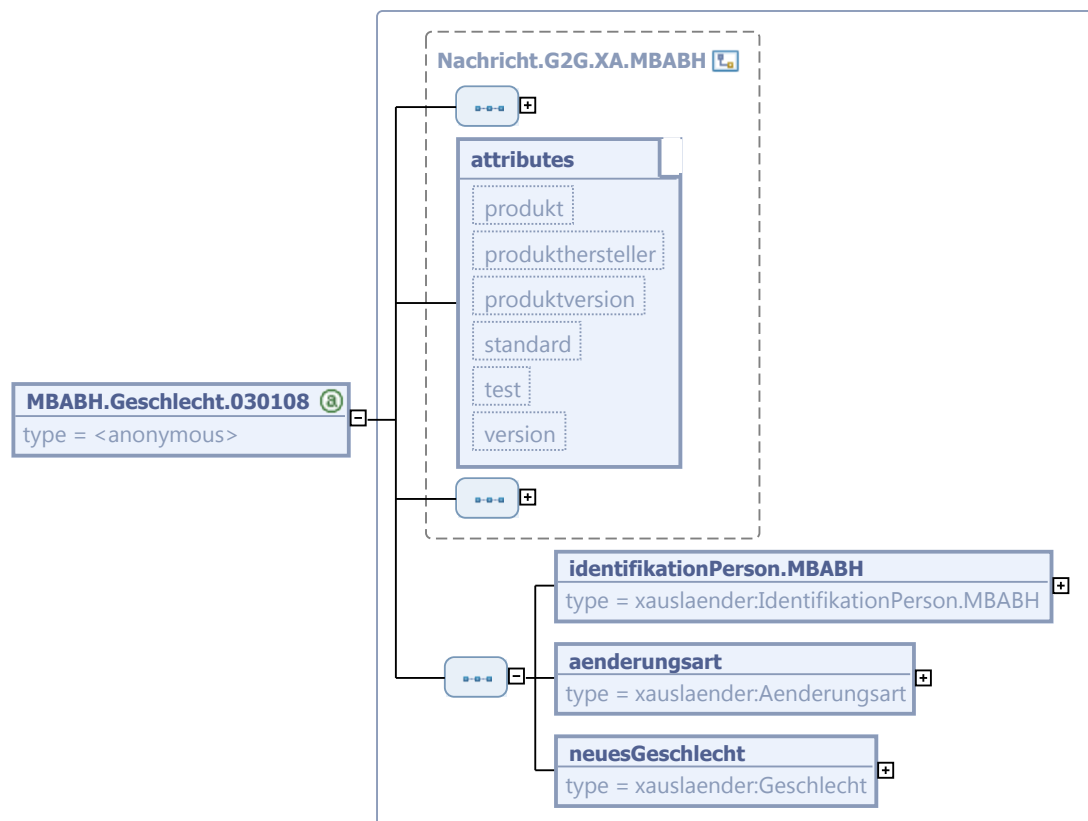 Nachricht.G2G.XA.MBABH
attributes
produkt
produkthersteller
produktversion
standard
test
version
MBABH.Geschlecht.030108
type = <anonymous>
identifikationPerson.MBABH
type = xauslaender:IdentifikationPerson.MBABH
aenderungsart
type = xauslaender:Aenderungsart
neuesGeschlecht
type = xauslaender:Geschlecht